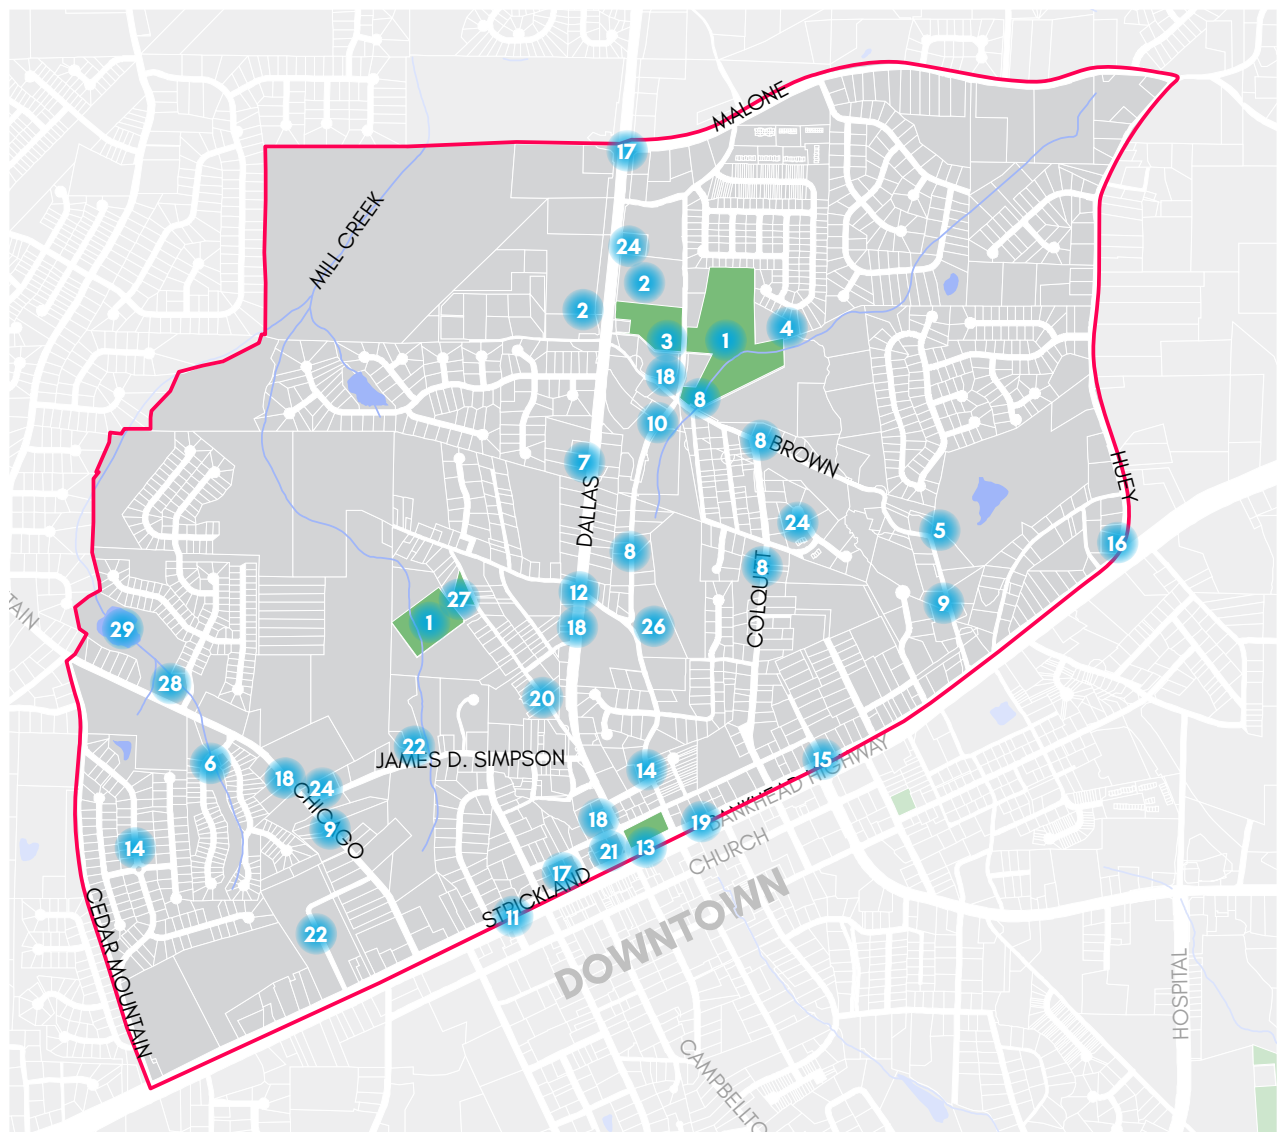 MALONE
17
MILL CREEK
24
2
2
4
3
1
18
8
10
8
BROWN
7
HUEY
DALLAS
24
5
16
8
8
12
27
9
COLQUITT
1
18
26
29
TAIN
28
20
22
JAMES D. SIMPSON
6
18
24
14
15
BANKHEAD HIGHWAY
CHICAGO
9
18
19
14
21
13
CHURCH
17
STRICKLAND
11
DOWNTOWN
CEDAR MOUNTAIN
22
HOSPITAL
CAMPBELLTO